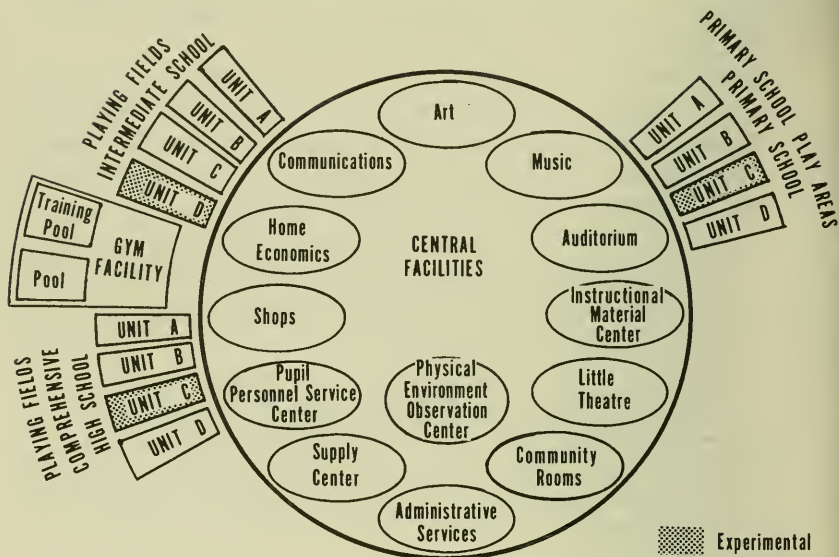 PLAYING FIELDS
INTERMEDIATE SCHOOL
UNIT A
UNIT B
UNIT C
UNIT D
Training
Pool
Pool
GYM
FACILITY
UNIT A
UNIT B
UNIT C
UNIT D
PLAYING FIELDS
COMPREHENSIVE
HIGH SCHOOL
Art
Communications
Music
Home
Economics
CENTRAL
FACILITIES
Auditorium
Shops
Instructional
Material
Center
Pupil
Personnel Service
Center
Physical
Environment
Observation
Center
Little
Theatre
Supply
Center
Community
Rooms
Administrative
Services
PRIMARY SCHOOL PLAY AREAS
PRIMARY SCHOOL
UNIT A
UNIT B
UNIT C
UNIT D
Experimental